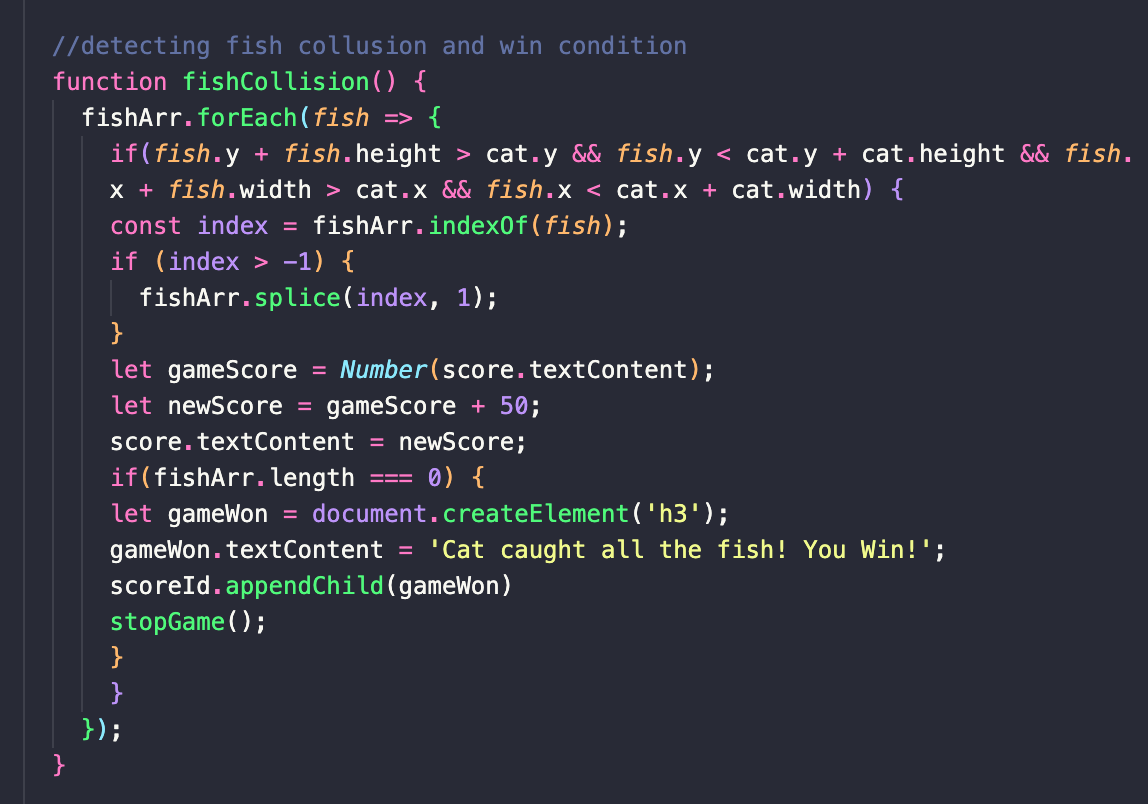 //detecting fish collusion and win condition
function fishCollision() {
  fishArr.forEach(fish => {
    if(fish.y + fish.height > cat.y && fish.y < cat.y + cat.height && fish.
    x + fish.width > cat.x && fish.x < cat.x + cat.width) {
    const index = fishArr.indexOf(fish);
    if (index > -1) {
      fishArr.splice(index, 1);
    }
    let gameScore = Number(score.textContent);
    let newScore = gameScore + 50;
    score.textContent = newScore;
    if(fishArr.length === 0) {
    let gameWon = document.createElement('h3');
    gameWon.textContent = 'Cat caught all the fish! You Win!';
    scoreId.appendChild(gameWon)
    stopGame();
    }
    }
  });
}